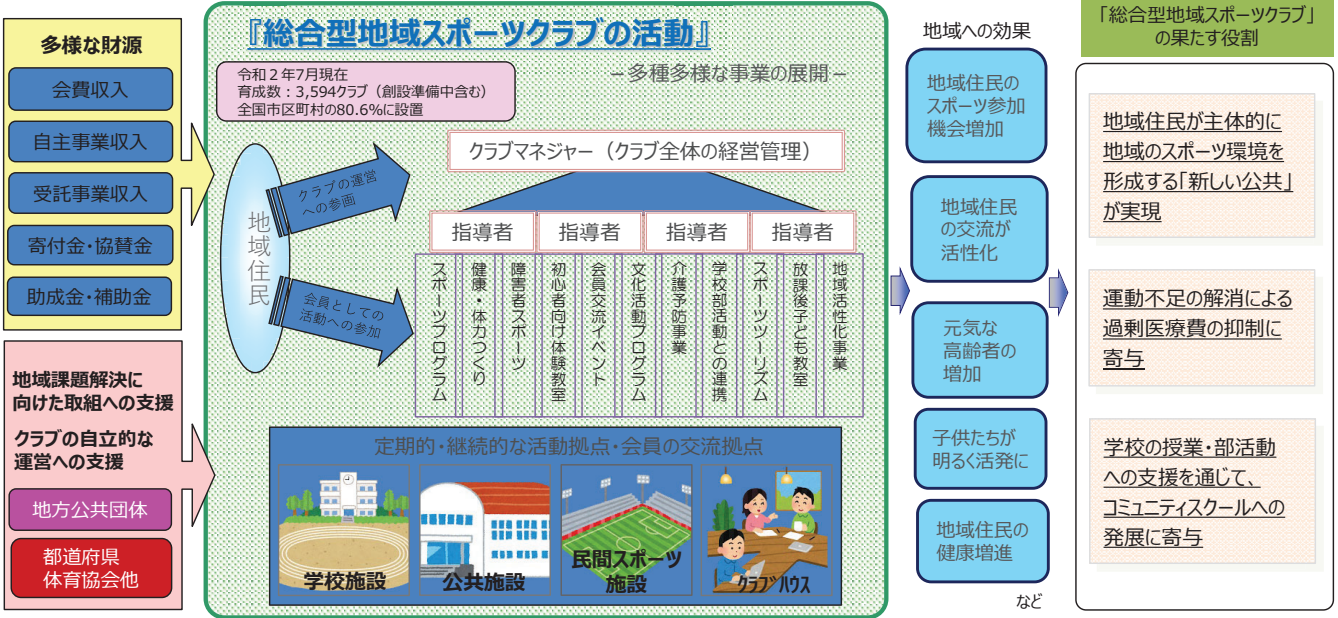 多様な財源
会費収入
自主事業収入
受託事業収入
寄付金・協賛金
助成金・補助金
地域課題解決に
向けた取組への支援
クラブの自立的な
運営への支援
地方公共団体
都道府県
体育協会他
『総合型地域スポーツクラブの活動』
－多種多様な事業の展開－
令和２年7月現在
育成数：3,594クラブ（創設準備中含む）
全国市区町村の80.6%に設置
地域住民
クラブの運営
への参画
会員としての
活動への参加
クラブマネジャー（クラブ全体の経営管理）
指導者
指導者
指導者
指導者
スポーツプログラム
健康・体力つくり
障害者スポーツ
初心者向け体験教室
会員交流イベント
文化活動プログラム
介護予防事業
学校部活動との連携
スポーツツーリズム
放課後子ども教室
地域活性化事業
定期的・継続的な活動拠点・会員の交流拠点
学校施設
公共施設
民間スポーツ
施設
クラブハウス
地域への効果
地域住民の
スポーツ参加
機会増加
地域住民
の交流が
活性化
元気な
高齢者の
増加
子供たちが
明るく活発に
地域住民の
健康増進
など
「総合型地域スポーツクラブ」
の果たす役割
地域住民が主体的に
地域のスポーツ環境を
形成する「新しい公共」
が実現
運動不足の解消による
過剰医療費の抑制に
寄与
学校の授業・部活動
への支援を通じて、
コミュニティスクールへの
発展に寄与